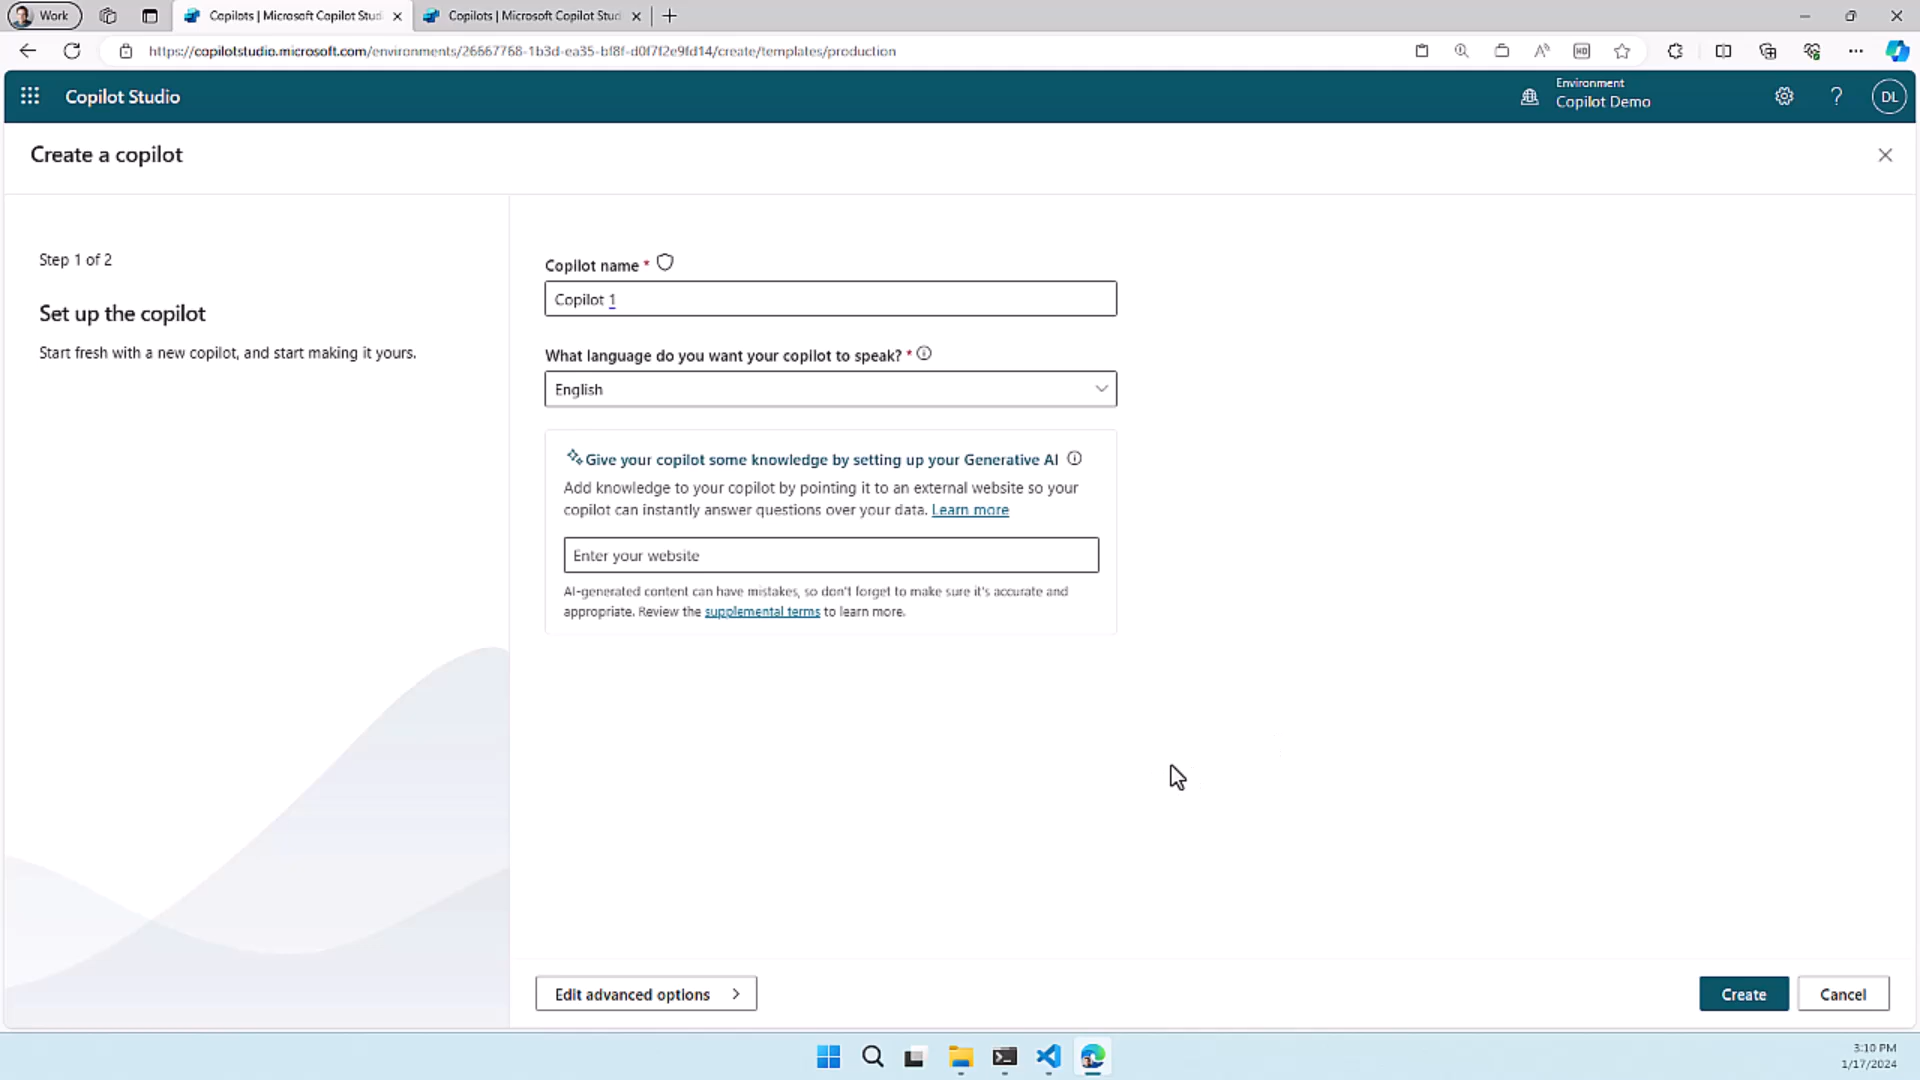 Work
Copilots | Microsoft Copilot Stud
Copilots | Microsoft Copilot Stud
https://copilotstudio.microsoft.com/environments/26667768-1b3d-ea35-bf8f-d0f7f2e9fd14/create/templates/production
Copilot Studio
Environment
Copilot Demo
DL
Create a copilot
Step 1 of 2
Set up the copilot
Start fresh with a new copilot, and start making it yours.
Copilot name *
Copilot 1
What language do you want your copilot to speak? *
English
Give your copilot some knowledge by setting up your Generative AI
Add knowledge to your copilot by pointing it to an external website so your
copilot can instantly answer questions over your data. Learn more
Enter your website
AI-generated content can have mistakes, so don't forget to make sure it's accurate and
appropriate. Review the supplemental terms to learn more.
Edit advanced options
Create
Cancel
3:10 PM
1/17/2024